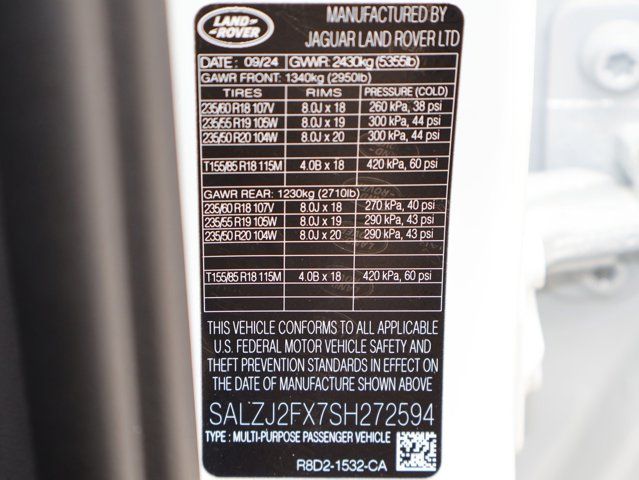 LAND-
ROVER
MANUFACTURED BY
JAGUAR LAND ROVER LTD
DATE: 09/24 GVWR: 2430kg (5355lb)
GAWR FRONT: 1340kg (2950lb)
TIRES RIMS PRESSURE (COLD)
235/60 R18 107V 8.0J x 18 260 kPa, 38 psi
235/55 R19 105W 8.0J x 19 300 kPa, 44 psi
235/50 R20 104W 8.0J x 20 300 kPa, 44 psi
T155/85 R18 115M 4.0B x 18 420 kPa, 60 psi
GAWR REAR: 1230kg (2710lb)
235/60 R18 107V 8.0J x 18 270 kPa, 40 psi
235/55 R19 105W 8.0J x 19 290 kPa, 43 psi
235/50 R20 104W 8.0J x 20 290 kPa, 43 psi
T155/85 R18 115M 4.0B x 18 420 kPa, 60 psi
THIS VEHICLE CONFORMS TO ALL APPLICABLE
U.S. FEDERAL MOTOR VEHICLE SAFETY AND
THEFT PREVENTION STANDARDS IN EFFECT ON
THE DATE OF MANUFACTURE SHOWN ABOVE
SALZJ2FX7SH272594
TYPE: MULTI-PURPOSE PASSENGER VEHICLE
R8D2-1532-CA